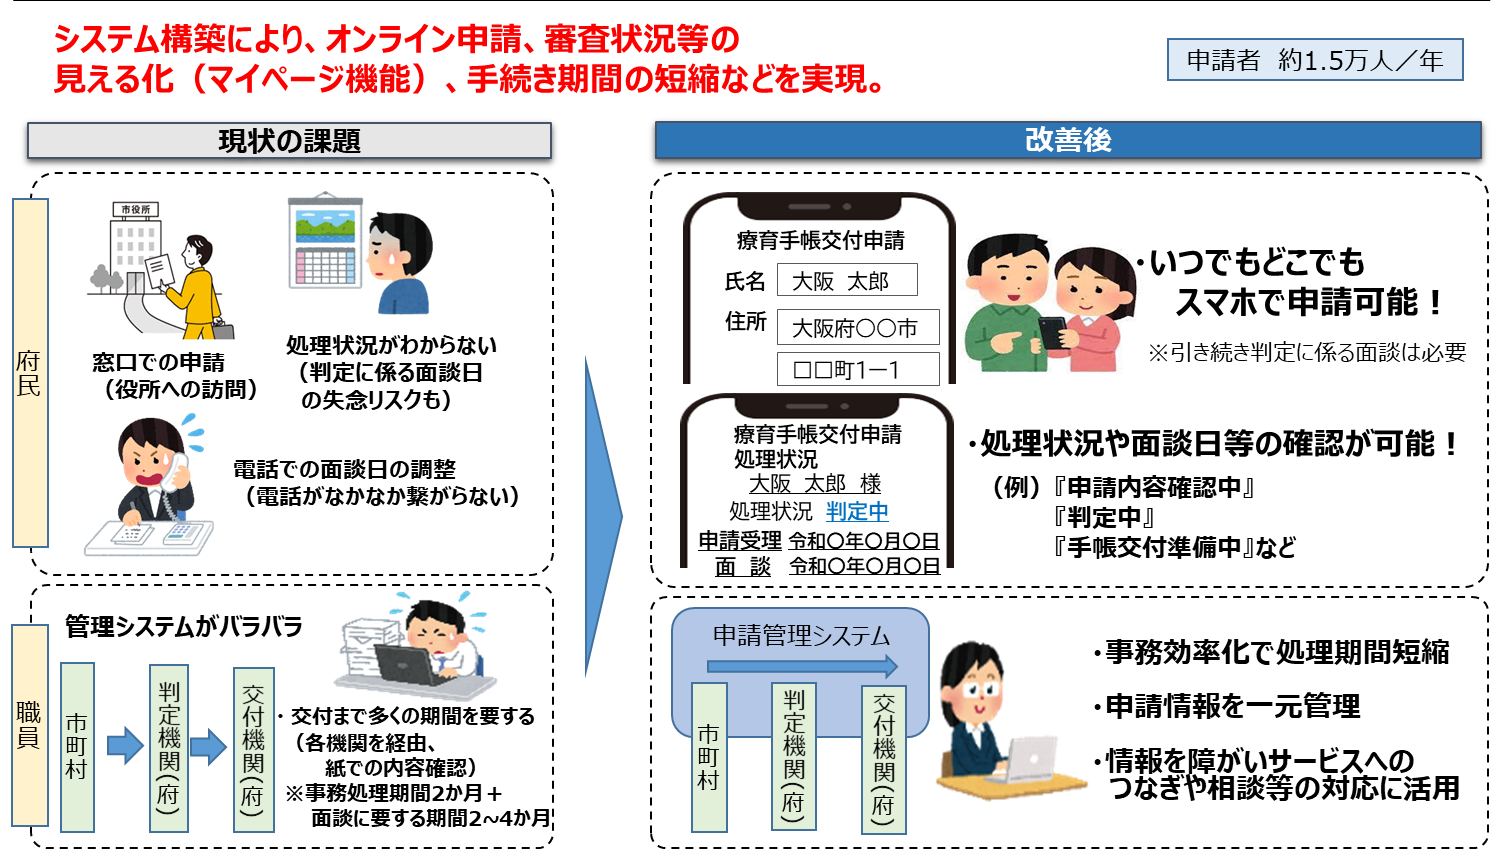 システム構築により、オンライン申請、審査状況等の
見える化（マイページ機能）、手続き期間の短縮などを実現。
申請者　約1.5万人／年
現状の課題
府民
市役所
窓口での申請
（役所への訪問）
処理状況がわからない
（判定に係る面談日
の失念リスクも）
電話での面談日の調整
（電話がなかなか繋がらない）
職員
管理システムがバラバラ
市町村
判定機関（府）
交付機関（府）
・交付まで多くの期間を要する
（各機関を経由、
紙での内容確認）
※事務処理期間2か月＋
面談に要する期間2~4か月
改善後
療育手帳交付申請
氏名
大阪　太郎
住所
大阪府〇〇市
□□町1－1
・いつでもどこでも
スマホで申請可能！
※引き続き判定に係る面談は必要
療育手帳交付申請
処理状況
大阪　太郎　様
処理状況　判定中
申請受理　令和〇年〇月〇日
面　談　令和〇年〇月〇日
・処理状況や面談日等の確認が可能！
（例）『申請内容確認中』
『判定中』
『手帳交付準備中』など
申請管理システム
市町村
判定機関（府）
交付機関（府）
・事務効率化で処理期間短縮
・申請情報を一元管理
・情報を障がいサービスへの
つなぎや相談等の対応に活用